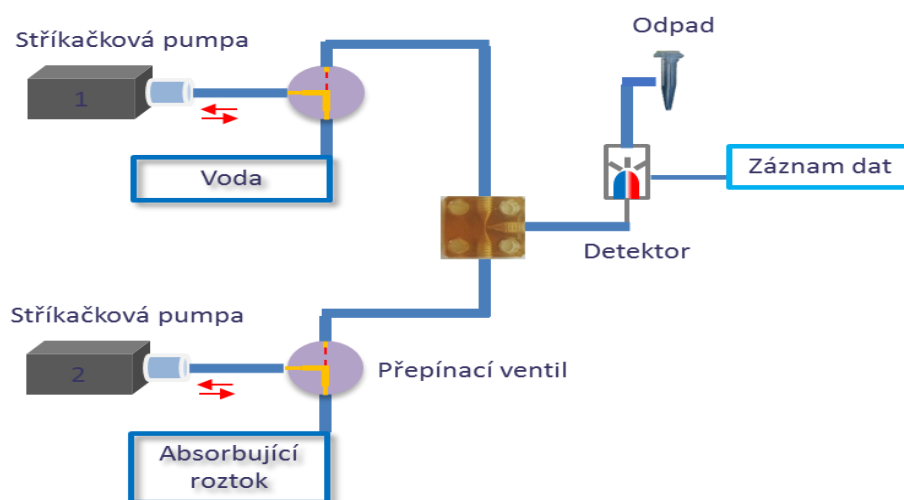 Odpad
Stříkačková pumpa
1
Voda
Záznam dat
Detektor
Stříkačková pumpa
2
Přepínací ventil
Absorbující
roztok